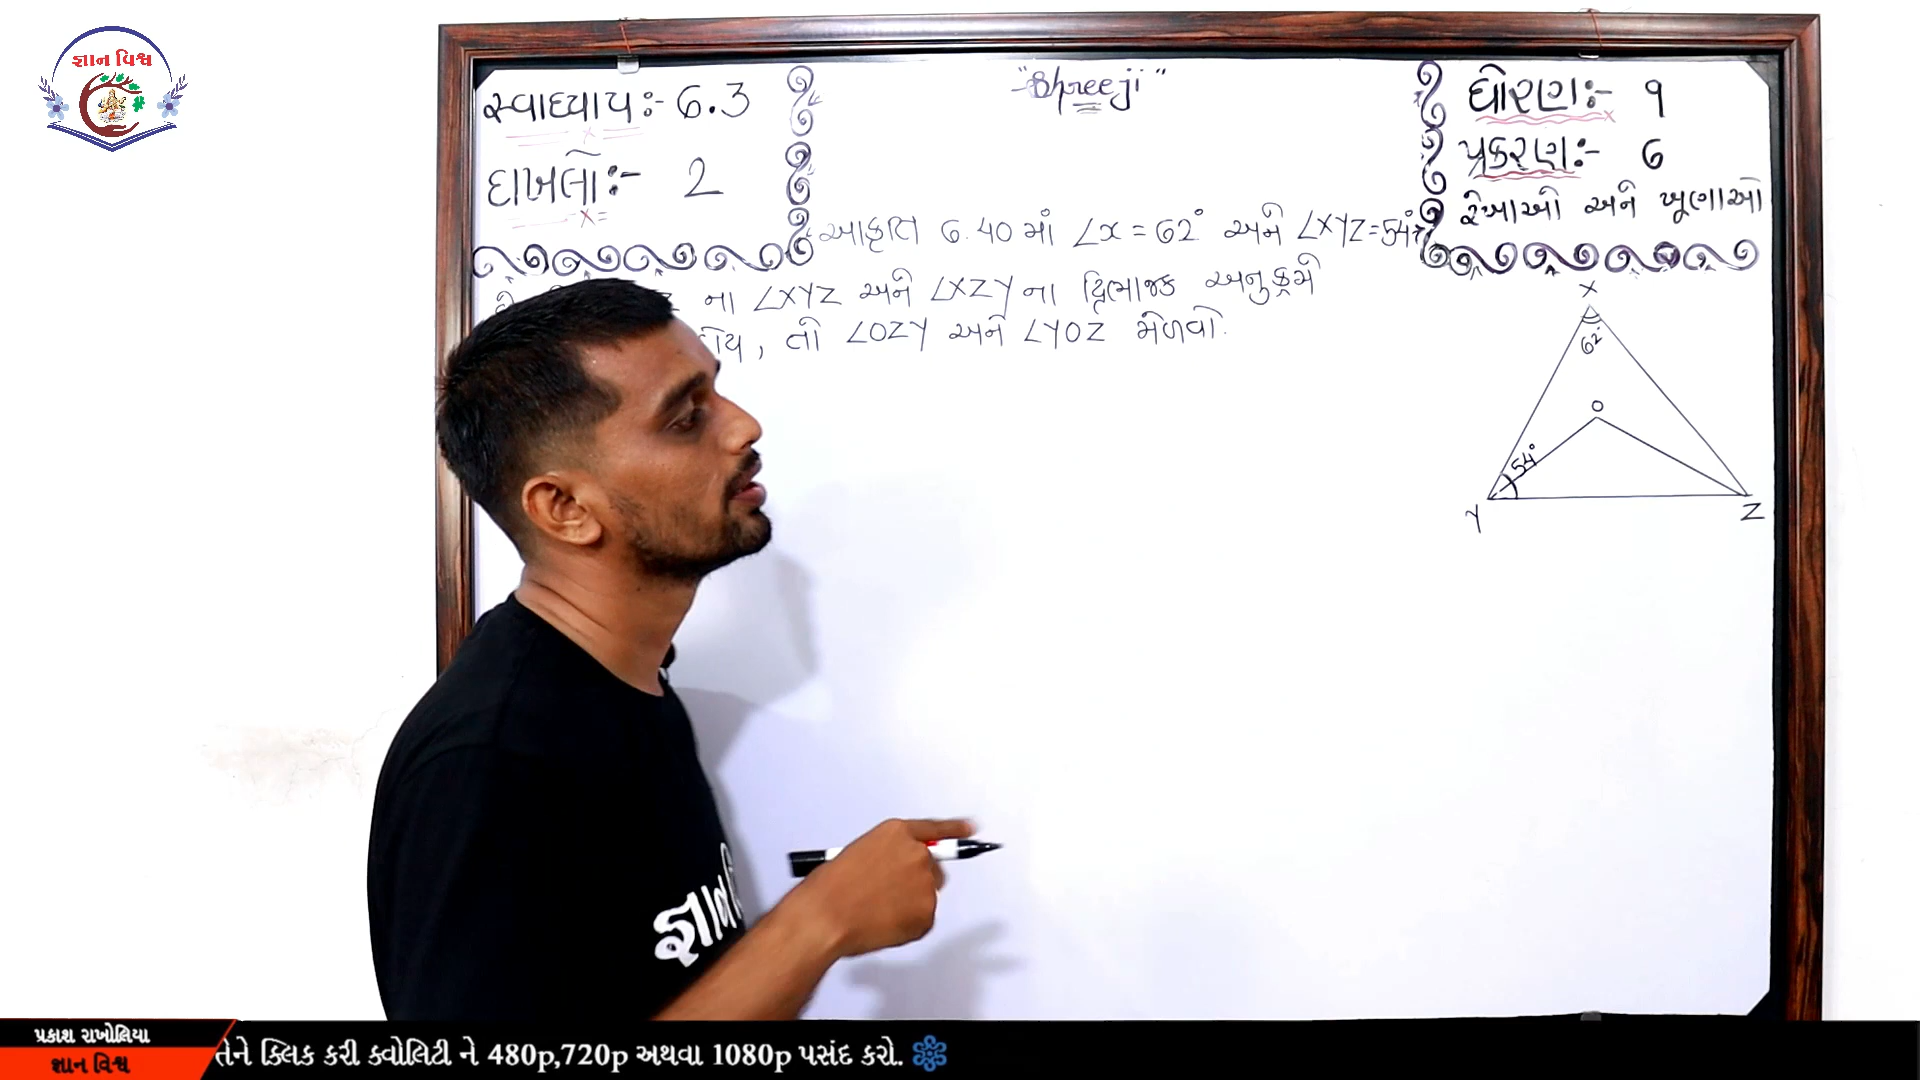 જ્ઞાન વિશ્વ
સ્વાધ્યાય:- 6.3
દાખલો:- 2
"Shreeji"
ધોરણ:- 9
પ્રકરણ:- 6
રેખાઓ અને ખૂણાઓ
આકૃતિ 6.40 માં ∠x = 62° અને ∠XYZ = 54°
ના ∠XYZ અને ∠XZY ના દ્વિભાજક અનુક્રમે
હોય, તો ∠OZY અને ∠YOZ મેળવો.
X
62°
O
54°
Y
Z
જ્ઞાન
પ્રકાશ રાખોલિયા
જ્ઞાન વિશ્વ
તેને ક્લિક કરી ક્વોલિટી ને 480p,720p અથવા 1080p પસંદ કરો.